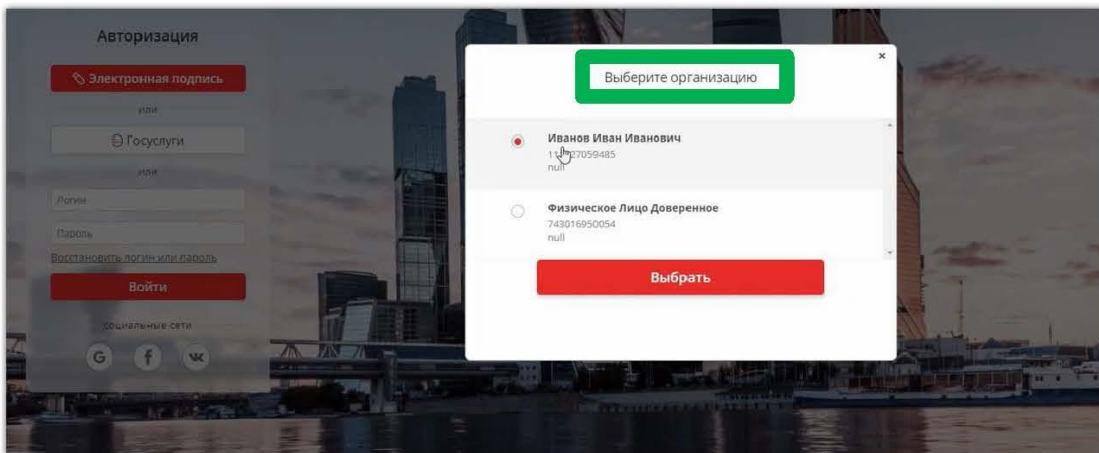 Авторизация
Электронная подпись
или
Госуслуги
или
Логин
Пароль
Восстановить логин или пароль
Войти
социальные сети
G f
×
Выберите организацию
Иванов Иван Иванович
27059485
null
Физическое Лицо Доверенное
743016950054
null
Выбрать